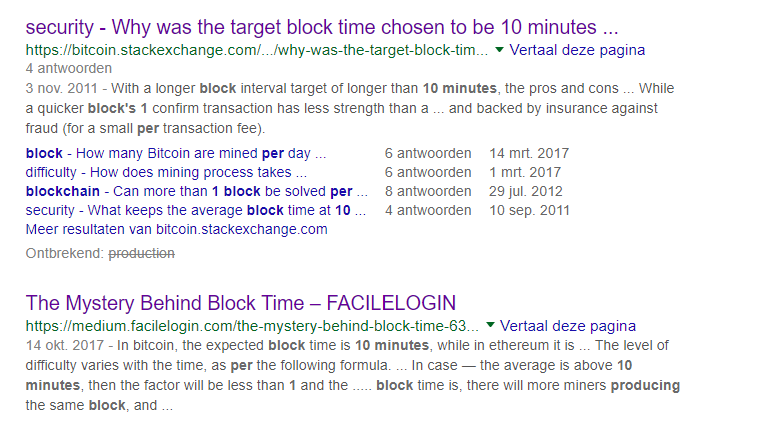 security - Why was the target block time chosen to be 10 minutes ...
https://bitcoin.stackexchange.com/.../why-was-the-target-block-tim... Vertaal deze pagina
4 antwoorden
3 nov. 2011 - With a longer block interval target of longer than 10 minutes, the pros and cons ... While
a quicker block's 1 confirm transaction has less strength than a ... and backed by insurance against
fraud (for a small per transaction fee).
block - How many Bitcoin are mined per day ... 6 antwoorden 14 mrt. 2017
difficulty - How does mining process takes ... 6 antwoorden 1 mrt. 2017
blockchain - Can more than 1 block be solved per ... 8 antwoorden 29 jul. 2012
security - What keeps the average block time at 10 ... 4 antwoorden 10 sep. 2011
Meer resultaten van bitcoin.stackexchange.com
Ontbrekend: production
The Mystery Behind Block Time – FACILELOGIN
https://medium.facilelogin.com/the-mystery-behind-block-time-63... Vertaal deze pagina
14 okt. 2017 - In bitcoin, the expected block time is 10 minutes, while in ethereum it is ... The level of
difficulty varies with the time, as per the following formula. ... In case — the average is above 10
minutes, then the factor will be less than 1 and the ..... block time is, there will more miners producing
the same block, and ...